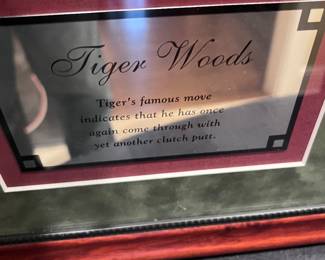 Tiger Woods
Tiger's famous move
indicates that he has once
again come through with
yet another clutch putt.